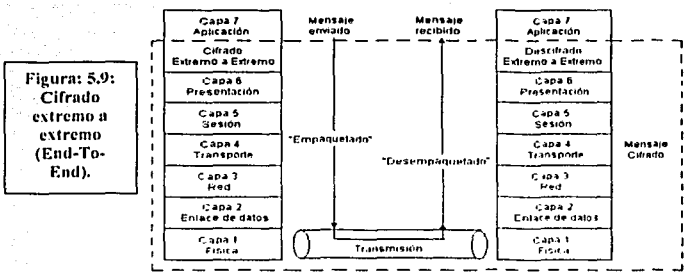 Figura: 5.9:
Cifrado
extremo a
extremo
(End-To-
End).
Capa 7
Aplicación
Cifrado
Extremo a Extremo
Capa 6
Presentación
Capa 5
Sesión
Capa 4
Transporte
Capa 3
Red
Capa 2
Enlace de datos
Capa 1
Física
Mensaje
enviado
Mensaje
recibido
"Empaquetado"
"Desempaquetado"
Transmisión
Capa 7
Aplicación
Discifrado
Extremo a Extremo
Capa 6
Presentación
Capa 5
Sesión
Capa 4
Transporte
Capa 3
Red
Capa 2
Enlace de datos
Capa 1
Física
Mensaje
Cifrado